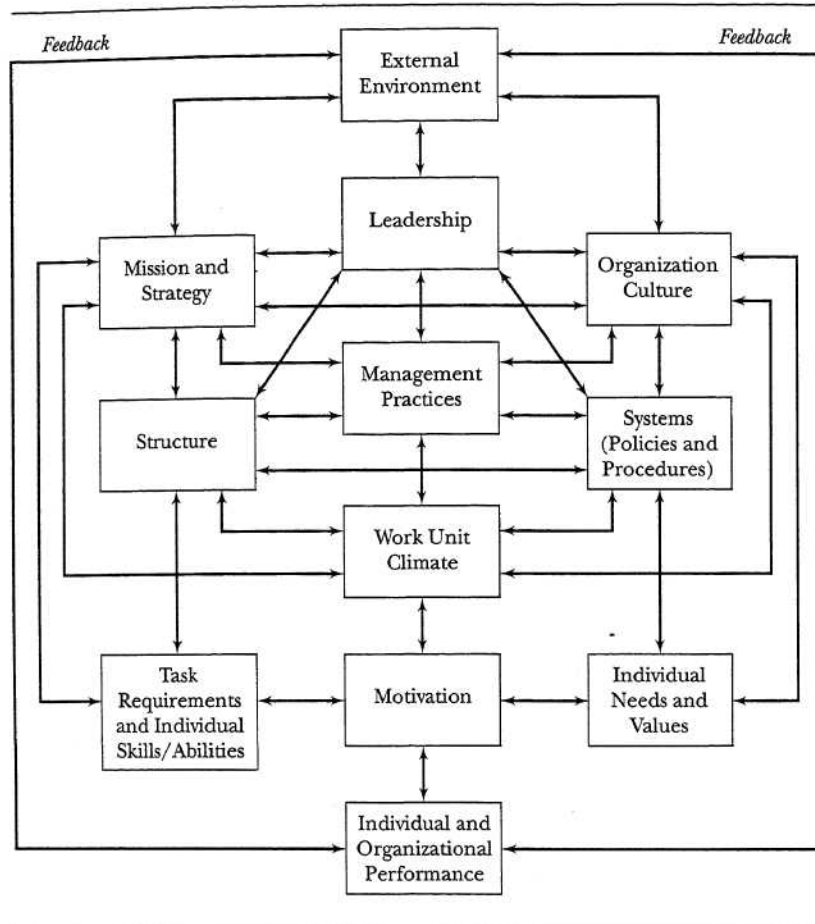 Feedback
Feedback
External
Environment
Leadership
Mission and
Strategy
Organization
Culture
Management
Practices
Structure
Systems
(Policies and
Procedures)
Work Unit
Climate
Task
Requirements
and Individual
Skills/Abilities
Motivation
Individual
Needs and
Values
Individual and
Organizational
Performance